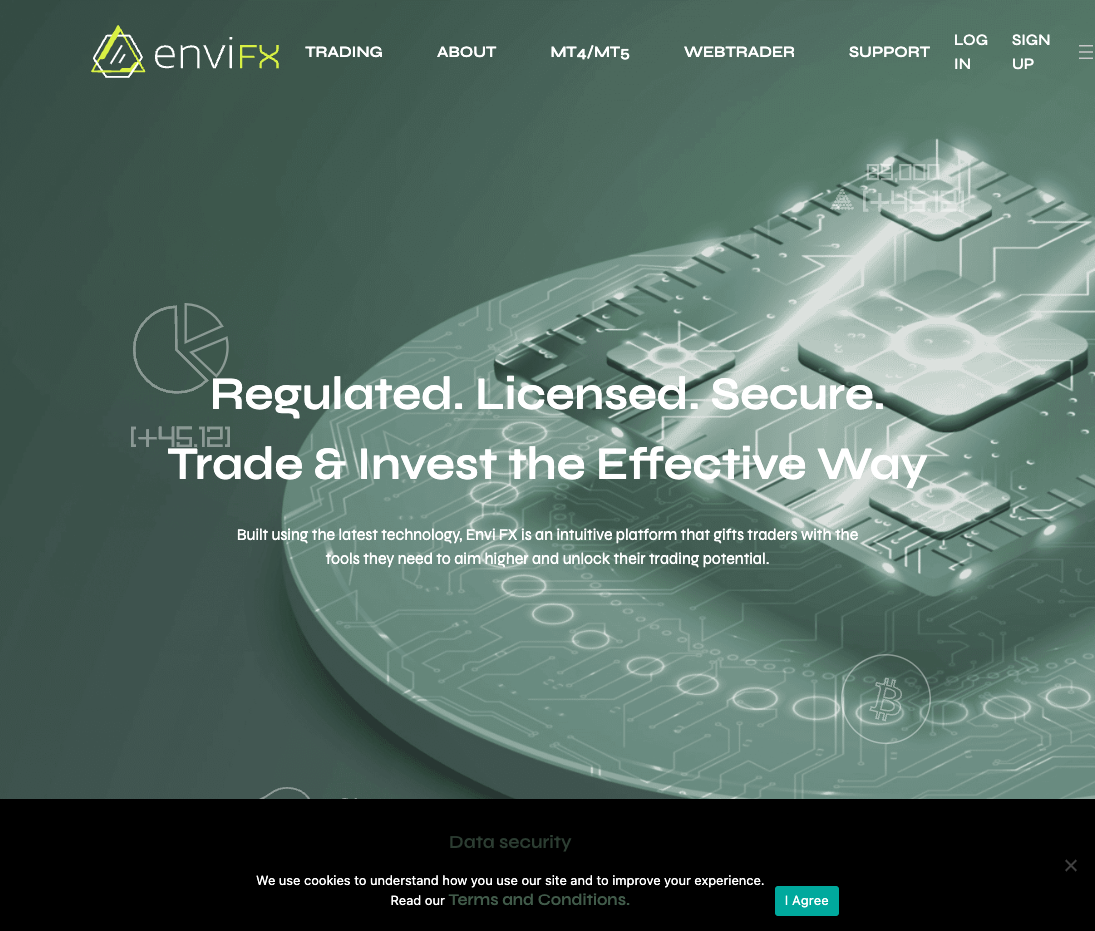 enviFX
TRADING
ABOUT
MT4/MT5
WEBTRADER
SUPPORT
LOG IN
SIGN UP
[+45,12]
[+45,12]
Regulated. Licensed. Secure.
Trade & Invest the Effective Way
Built using the latest technology, Envi FX is an intuitive platform that gifts traders with the
tools they need to aim higher and unlock their trading potential.
Data security
We use cookies to understand how you use our site and to improve your experience.
Read our Terms and Conditions.
I Agree